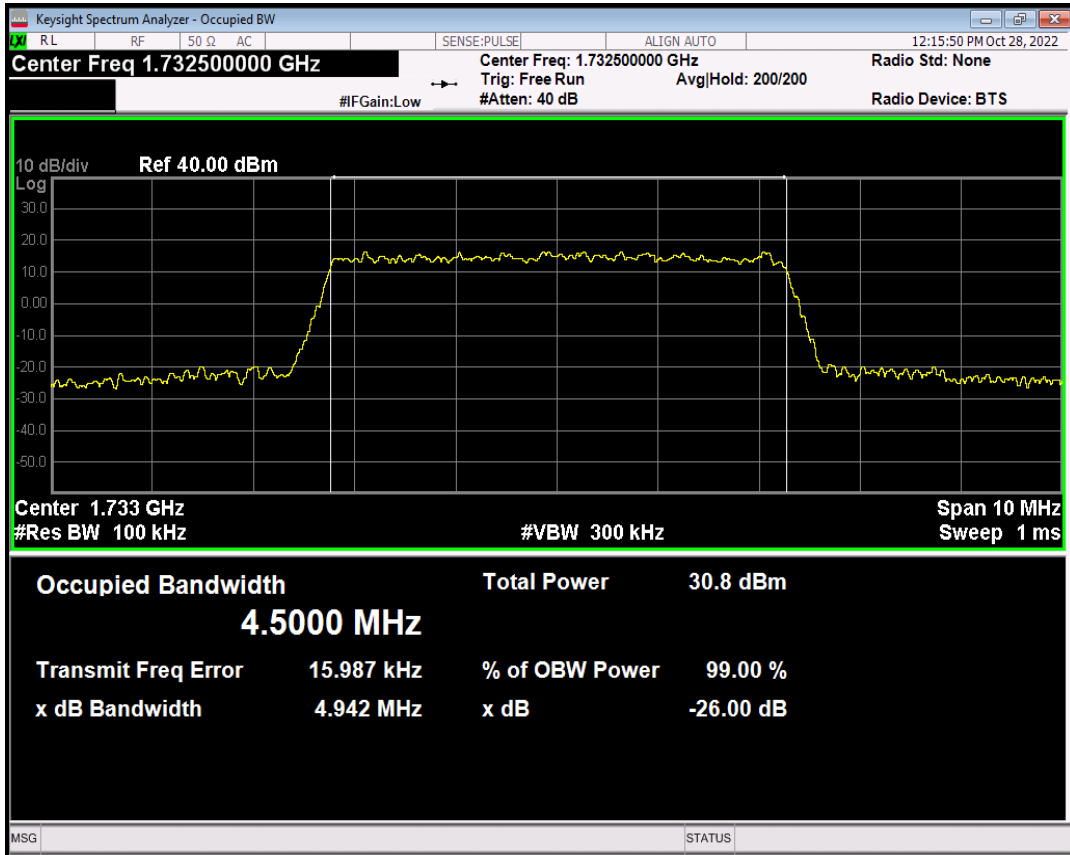 Keysight Spectrum Analyzer - Occupied BW
LXI RL RF 50 Ω AC SENSE:PULSE ALIGN AUTO 12:15:50 PM Oct 28, 2022
Center Freq 1.732500000 GHz Center Freq: 1.732500000 GHz Radio Std: None
Trig: Free Run Avg|Hold: 200/200
#IFGain:Low #Atten: 40 dB Radio Device: BTS
10 dB/div Ref 40.00 dBm
Log
30.0
20.0
10.0
0.00
-10.0
-20.0
-30.0
-40.0
-50.0
Center 1.733 GHz Span 10 MHz
#Res BW 100 kHz #VBW 300 kHz Sweep 1 ms
Occupied Bandwidth Total Power 30.8 dBm
4.5000 MHz
Transmit Freq Error 15.987 kHz % of OBW Power 99.00 %
x dB Bandwidth 4.942 MHz x dB -26.00 dB
MSG STATUS